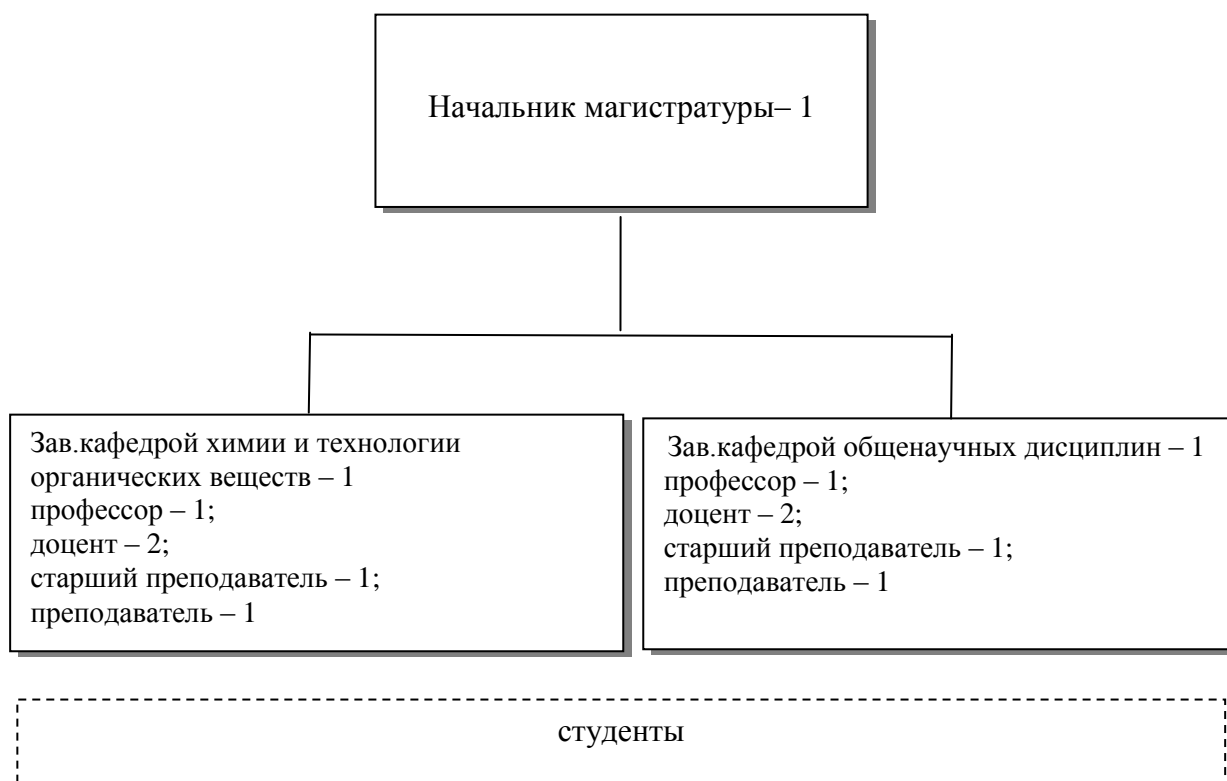 Начальник магистратуры– 1
Зав.кафедрой химии и технологии
органических веществ – 1
профессор – 1;
доцент – 2;
старший преподаватель – 1;
преподаватель – 1
Зав.кафедрой общенаучных дисциплин – 1
профессор – 1;
доцент – 2;
старший преподаватель – 1;
преподаватель – 1
студенты